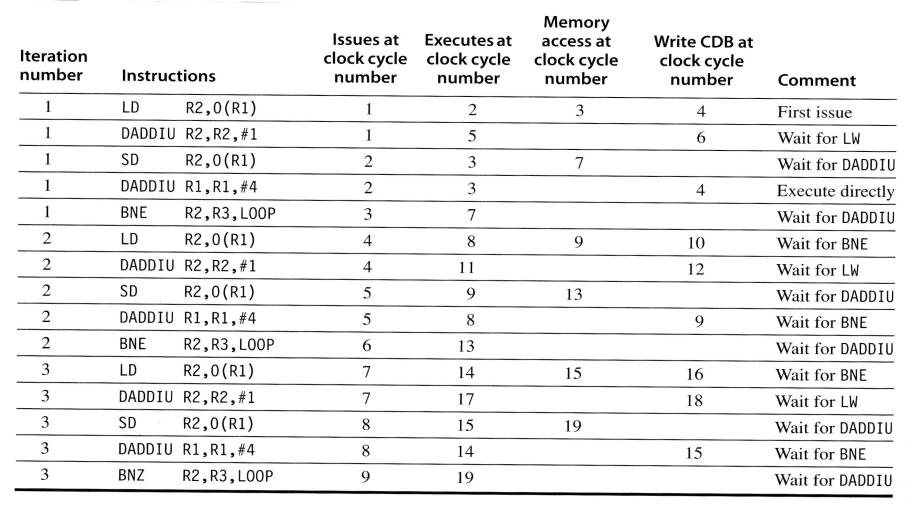 Iteration number Instructions Issues at clock cycle number Executes at clock cycle number Memory access at clock cycle number Write CDB at clock cycle number Comment
1 LD R2,0(R1) 1 2 3 4 First issue
1 DADDIU R2,R2,#1 1 5 6 Wait for LW
1 SD R2,0(R1) 2 3 7 Wait for DADDIU
1 DADDIU R1,R1,#4 2 3 4 Execute directly
1 BNE R2,R3,LOOP 3 7 Wait for DADDIU
2 LD R2,0(R1) 4 8 9 10 Wait for BNE
2 DADDIU R2,R2,#1 4 11 12 Wait for LW
2 SD R2,0(R1) 5 9 13 Wait for DADDIU
2 DADDIU R1,R1,#4 5 8 9 Wait for BNE
2 BNE R2,R3,LOOP 6 13 Wait for DADDIU
3 LD R2,0(R1) 7 14 15 16 Wait for BNE
3 DADDIU R2,R2,#1 7 17 18 Wait for LW
3 SD R2,0(R1) 8 15 19 Wait for DADDIU
3 DADDIU R1,R1,#4 8 14 15 Wait for BNE
3 BNZ R2,R3,LOOP 9 19 Wait for DADDIU